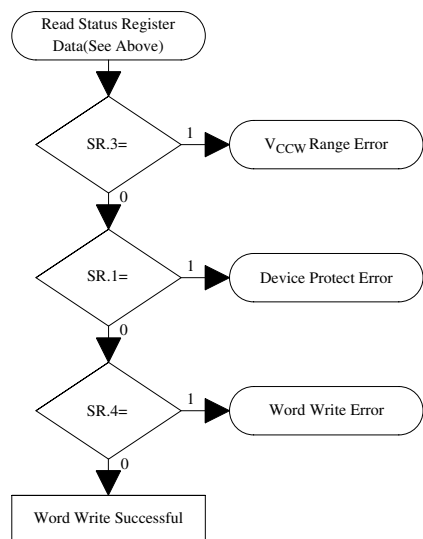 Read Status Register
Data(See Above)
SR.3=
1
VCCW Range Error
0
SR.1=
1
Device Protect Error
0
SR.4=
1
Word Write Error
0
Word Write Successful